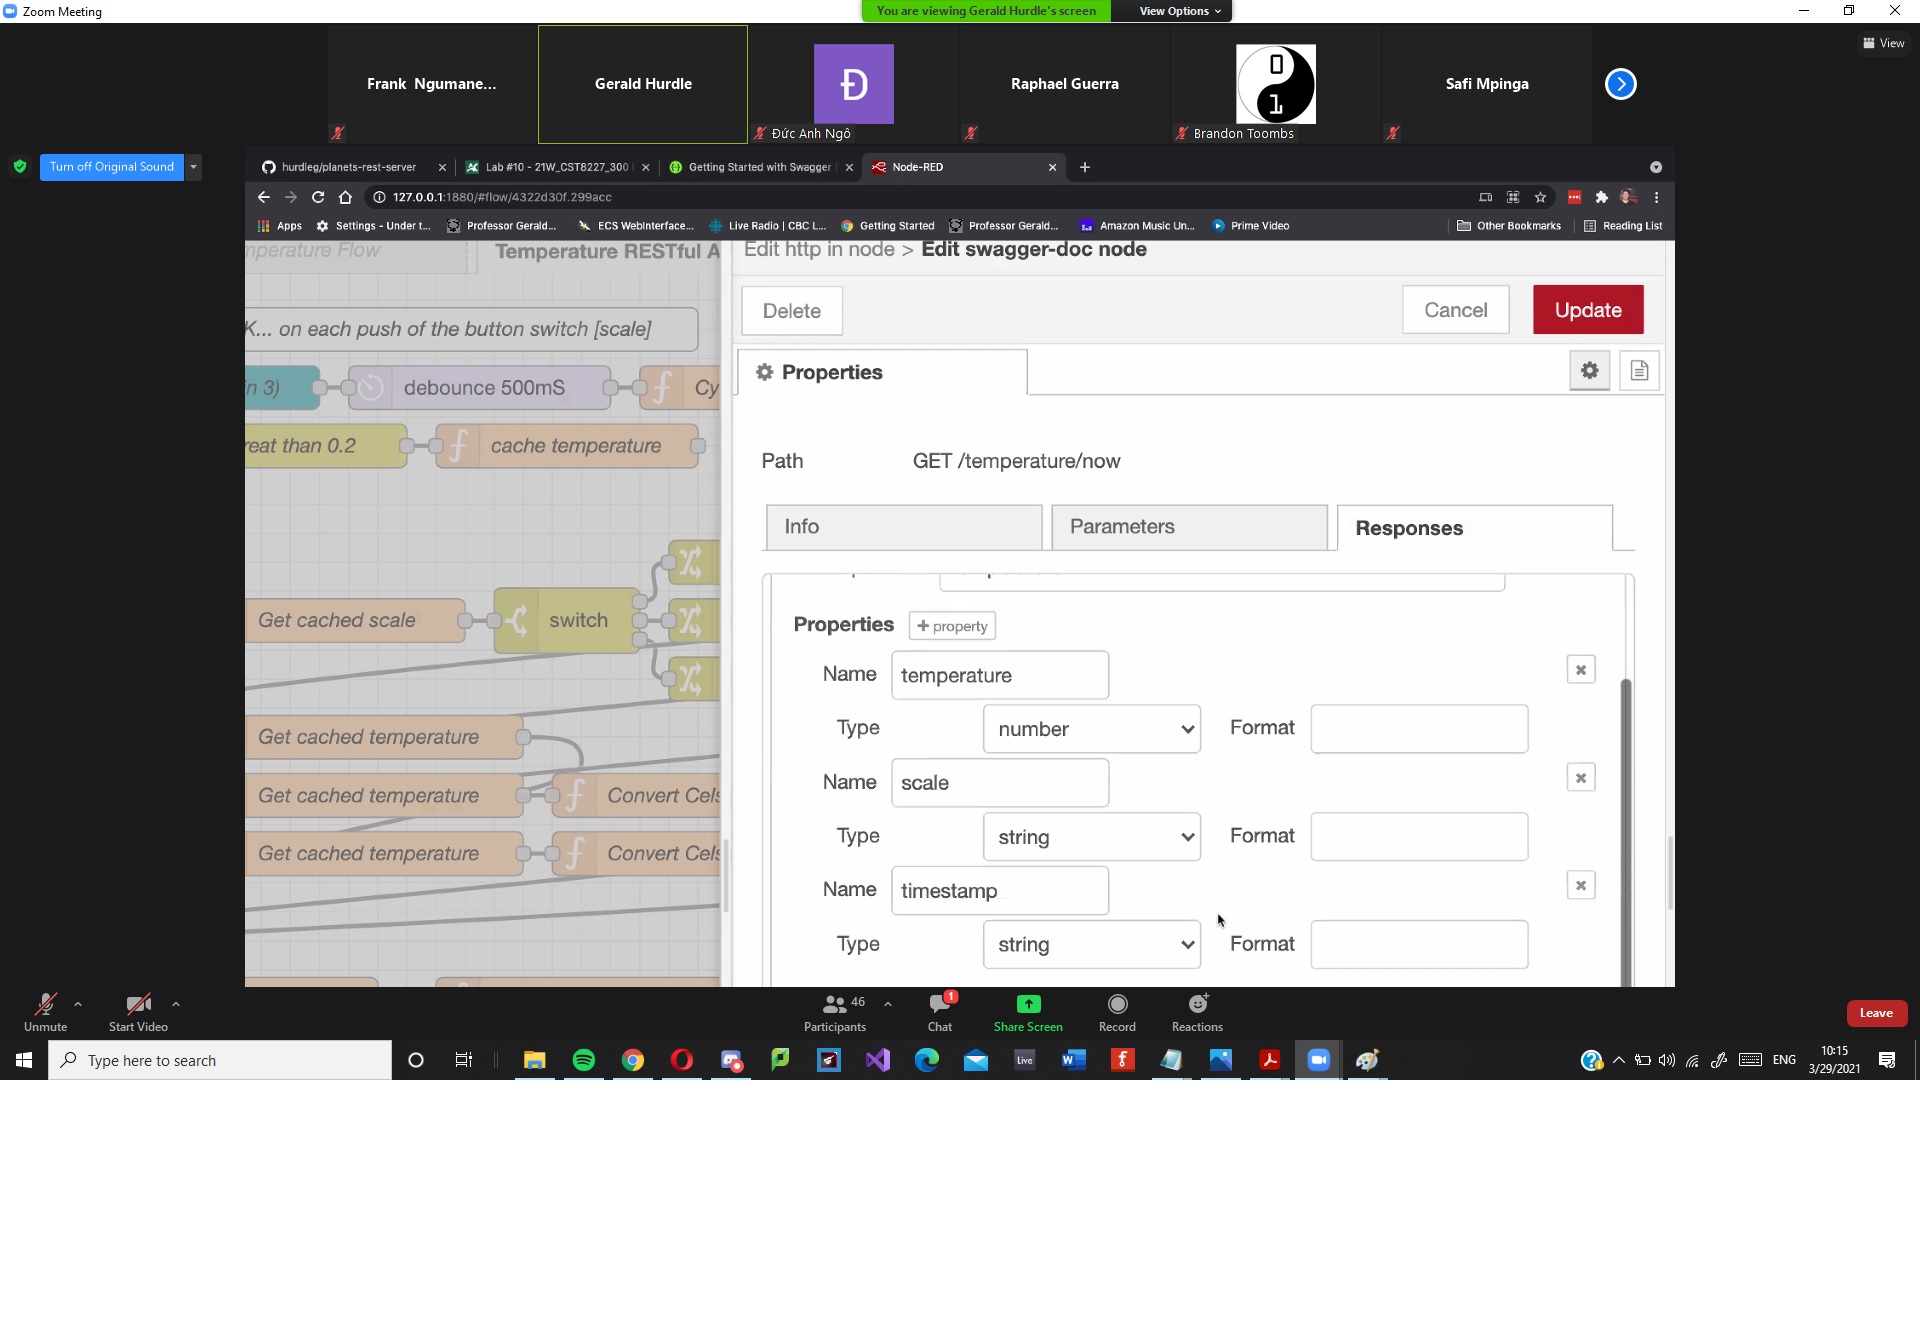 Zoom Meeting
You are viewing Gerald Hurdle's screen
View Options
View
Frank Ngumane...
Gerald Hurdle
Đ
Đức Anh Ngô
Raphael Guerra
0
1
Brandon Toombs
Safi Mpinga
Turn off Original Sound
hurdleg/planets-rest-server
Lab #10 - 21W_CST8227_300
Getting Started with Swagger
Node-RED
127.0.0.1:1880/#flow/4322d30f.299acc
Apps
Settings - Under t...
Professor Gerald...
ECS WebInterface...
Live Radio | CBC L...
Getting Started
Professor Gerald...
Amazon Music Un...
Prime Video
Other Bookmarks
Reading List
mperature Flow
Temperature RESTful A
Edit http in node > Edit swagger-doc node
Delete
Cancel
Update
K... on each push of the button switch [scale]
Properties
n 3)
debounce 500mS
f
Cy
reat than 0.2
f
cache temperature
Path
GET /temperature/now
Info
Parameters
Responses
Get cached scale
switch
Properties
+ property
Name
temperature
Type
number
Format
Name
scale
Type
string
Format
Name
timestamp
Type
string
Format
Get cached temperature
Get cached temperature
f
Convert Cels
Get cached temperature
f
Convert Cels
Unmute
Start Video
46
Participants
1
Chat
Share Screen
Record
Reactions
Leave
Type here to search
Live
ENG
10:15
3/29/2021